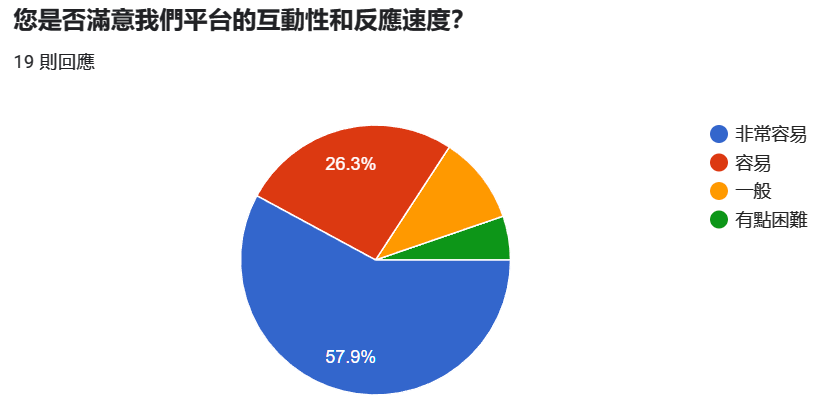 您是否滿意我們平台的互動性和反應速度?
19 則回應
非常容易
容易
一般
有點困難
26.3%
57.9%